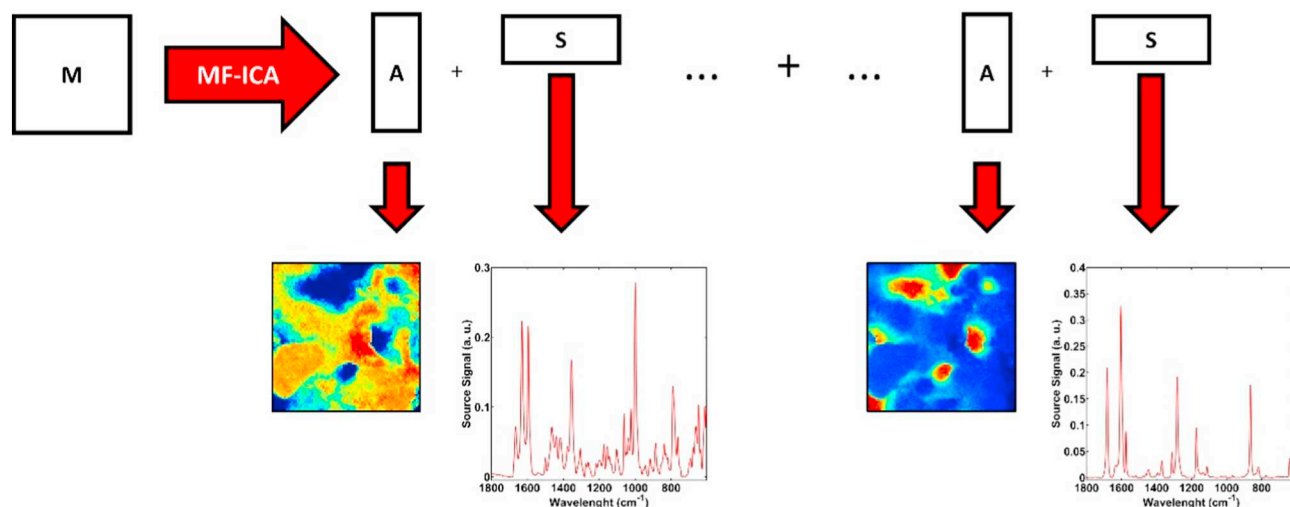 M
MF-ICA
A
+
S
...
+
...
A
+
S
0.3
0.2
0.1
0
Source Signal (a. u.)
1800 1600 1400 1200 1000 800
Wavelenght (cm⁻¹)
0.4
0.35
0.3
0.25
0.2
0.15
0.1
0.05
0
Source Signal (a. u.)
1800 1600 1400 1200 1000 800
Wavelenght (cm⁻¹)